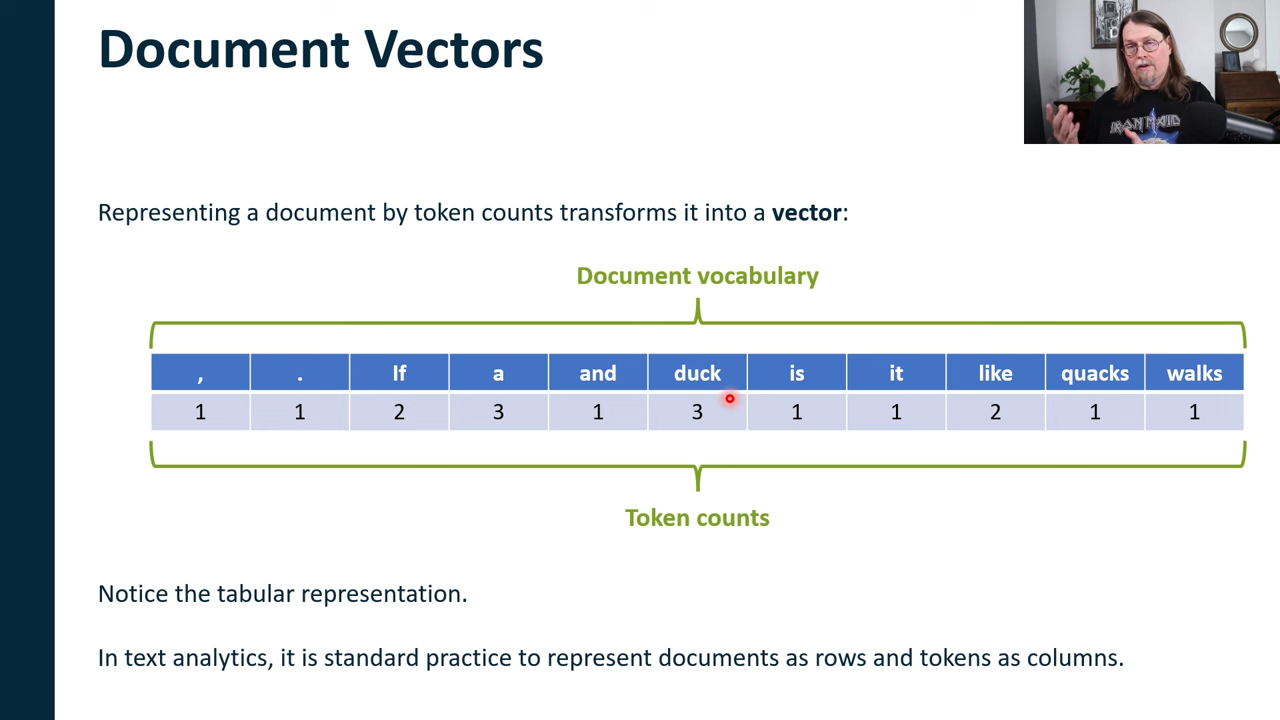 Document Vectors
IRON MAIDEN
Representing a document by token counts transforms it into a vector:
Document vocabulary
, . If a and duck is it like quacks walks
1 1 2 3 1 3 1 1 2 1 1
Token counts
Notice the tabular representation.
In text analytics, it is standard practice to represent documents as rows and tokens as columns.